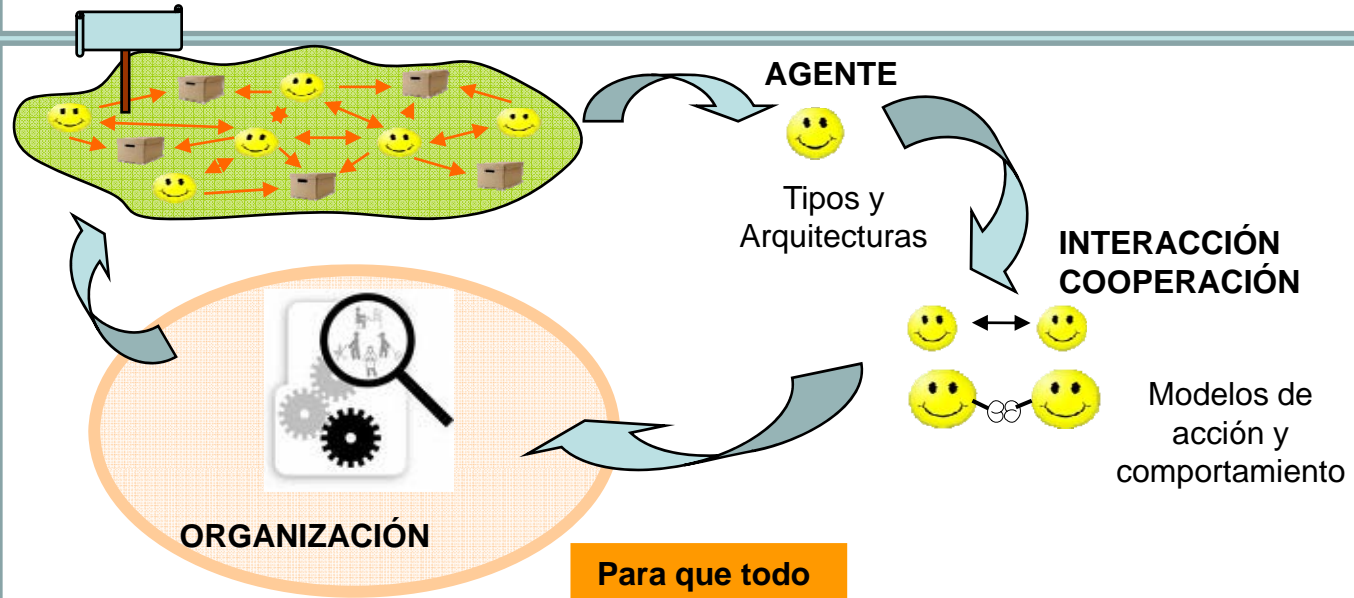 AGENTE
Tipos y
Arquitecturas
INTERACCIÓN
COOPERACIÓN
Modelos de
acción y
comportamiento
ORGANIZACIÓN
Para que todo